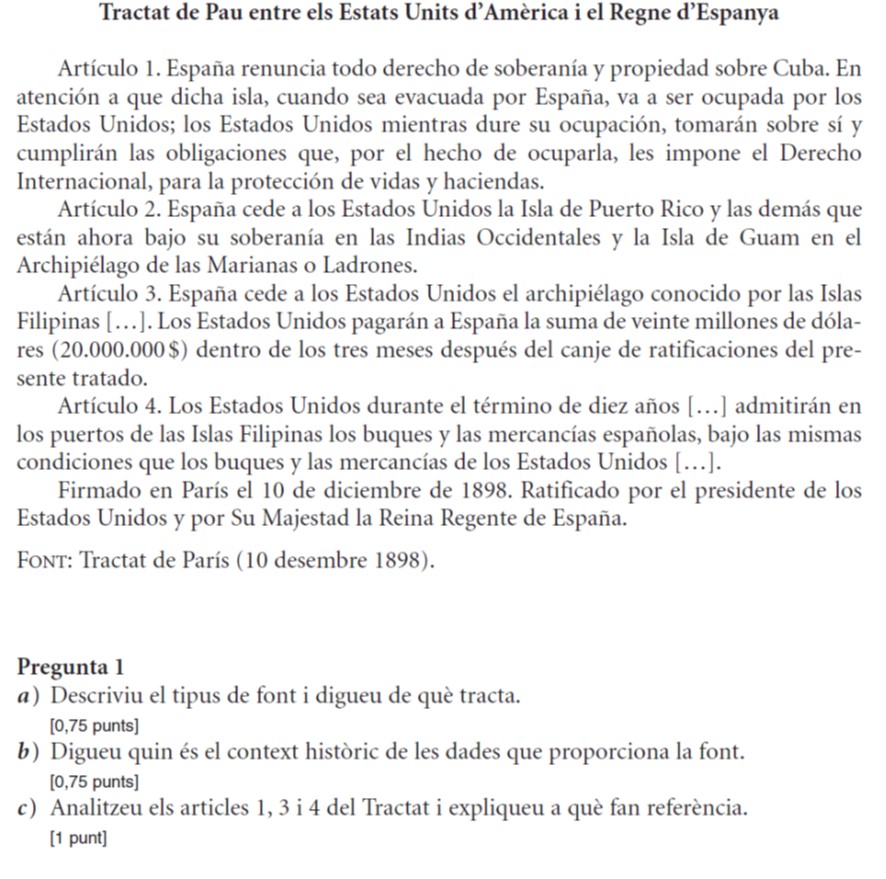 Tractat de Pau entre els Estats Units d’Amèrica i el Regne d’Espanya
Artículo 1. España renuncia todo derecho de soberanía y propiedad sobre Cuba. En
atención a que dicha isla, cuando sea evacuada por España, va a ser ocupada por los
Estados Unidos; los Estados Unidos mientras dure su ocupación, tomarán sobre sí y
cumplirán las obligaciones que, por el hecho de ocuparla, les impone el Derecho
Internacional, para la protección de vidas y haciendas.
Artículo 2. España cede a los Estados Unidos la Isla de Puerto Rico y las demás que
están ahora bajo su soberanía en las Indias Occidentales y la Isla de Guam en el
Archipiélago de las Marianas o Ladrones.
Artículo 3. España cede a los Estados Unidos el archipiélago conocido por las Islas
Filipinas […]. Los Estados Unidos pagarán a España la suma de veinte millones de dóla-
res (20.000.000 $) dentro de los tres meses después del canje de ratificaciones del pre-
sente tratado.
Artículo 4. Los Estados Unidos durante el término de diez años […] admitirán en
los puertos de las Islas Filipinas los buques y las mercancías españolas, bajo las mismas
condiciones que los buques y las mercancías de los Estados Unidos […].
Firmado en París el 10 de diciembre de 1898. Ratificado por el presidente de los
Estados Unidos y por Su Majestad la Reina Regente de España.
FONT: Tractat de París (10 desembre 1898).
Pregunta 1
a) Descriviu el tipus de font i digueu de què tracta.
[0,75 punts]
b) Digueu quin és el context històric de les dades que proporciona la font.
[0,75 punts]
c) Analitzeu els articles 1, 3 i 4 del Tractat i expliqueu a què fan referència.
[1 punt]